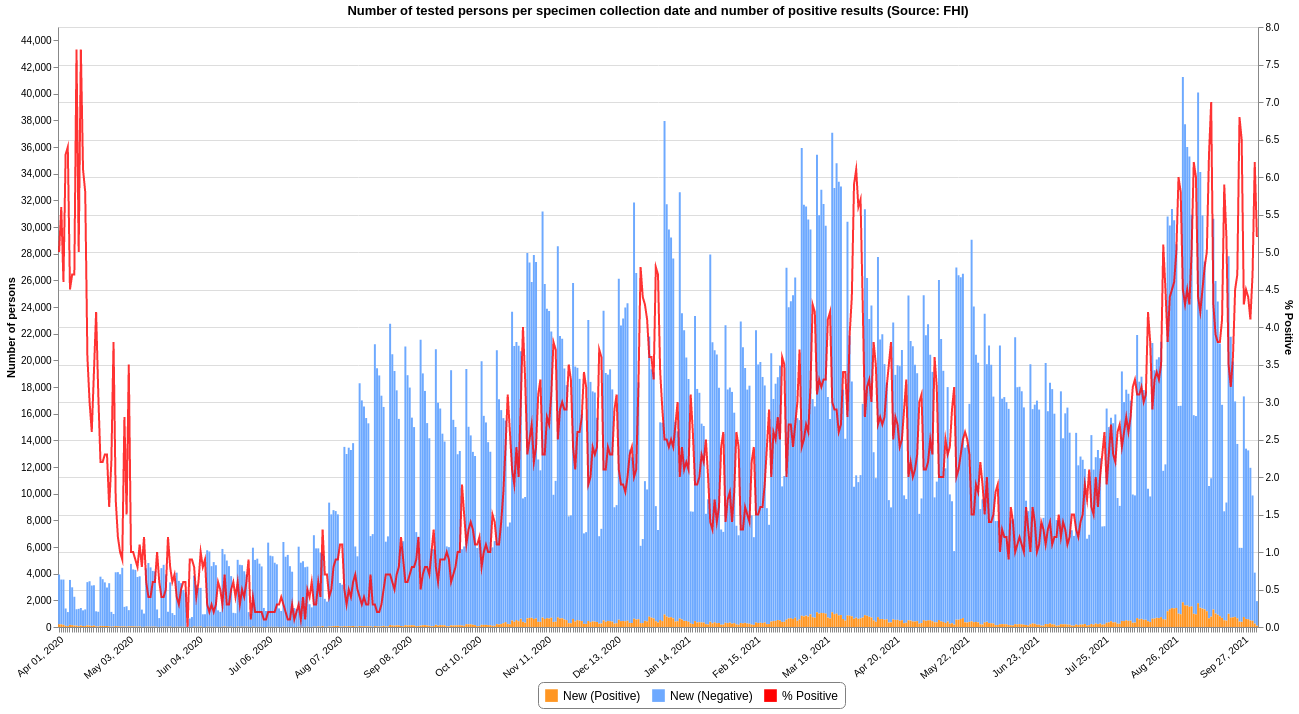 Number of tested persons per specimen collection date and number of positive results (Source: FHI)
Number of persons
44,000
42,000
40,000
38,000
36,000
34,000
32,000
30,000
28,000
26,000
24,000
22,000
20,000
18,000
16,000
14,000
12,000
10,000
8,000
6,000
4,000
2,000
0
8.0
7.5
7.0
6.5
6.0
5.5
5.0
4.5
4.0
3.5
3.0
2.5
2.0
1.5
1.0
0.5
0.0
% Positive
Apr 01, 2020
May 03, 2020
Jun 04, 2020
Jul 06, 2020
Aug 07, 2020
Sep 08, 2020
Oct 10, 2020
Nov 11, 2020
Dec 13, 2020
Jan 14, 2021
Feb 15, 2021
Mar 19, 2021
Apr 20, 2021
May 22, 2021
Jun 23, 2021
Jul 25, 2021
Aug 26, 2021
Sep 27, 2021
New (Positive) New (Negative) % Positive